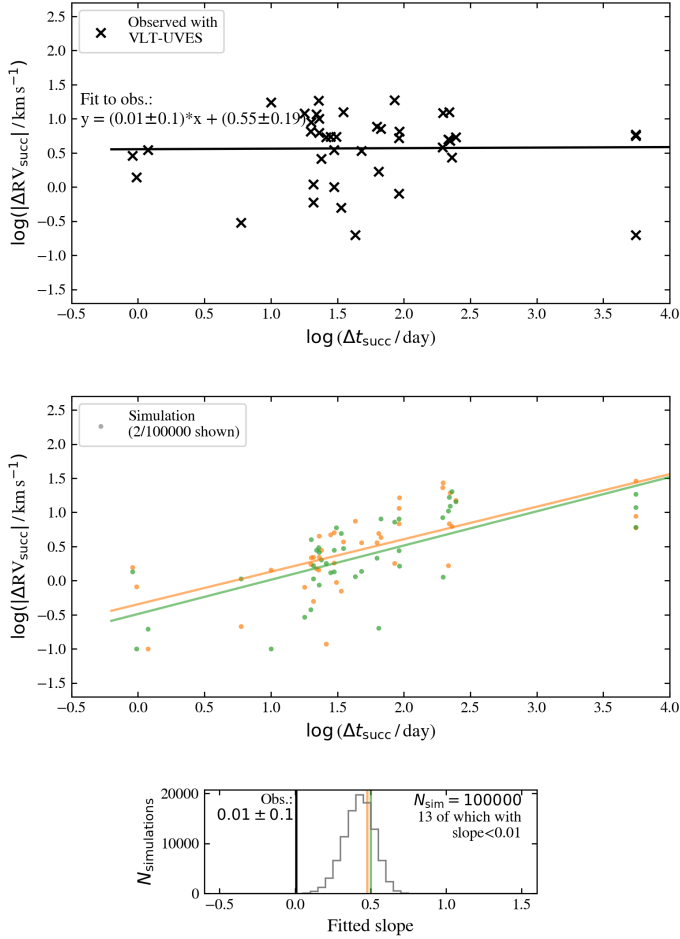 2.5
2.0
1.5
1.0
0.5
0.0
−0.5
−1.0
−1.5
log(|ΔRV_succ| / km s⁻¹)
Observed with
VLT-UVES
Fit to obs.:
y = (0.01±0.1)*x + (0.55±0.19)
−0.5 0.0 0.5 1.0 1.5 2.0 2.5 3.0 3.5 4.0
log (Δt_succ / day)
2.5
2.0
1.5
1.0
0.5
0.0
−0.5
−1.0
−1.5
log(|ΔRV_succ| / km s⁻¹)
Simulation
(2/100000 shown)
−0.5 0.0 0.5 1.0 1.5 2.0 2.5 3.0 3.5 4.0
log (Δt_succ / day)
20000
10000
0
N_simulations
Obs.:
0.01 ± 0.1
N_sim = 100000
13 of which with
slope<0.01
−0.5 0.0 0.5 1.0 1.5
Fitted slope